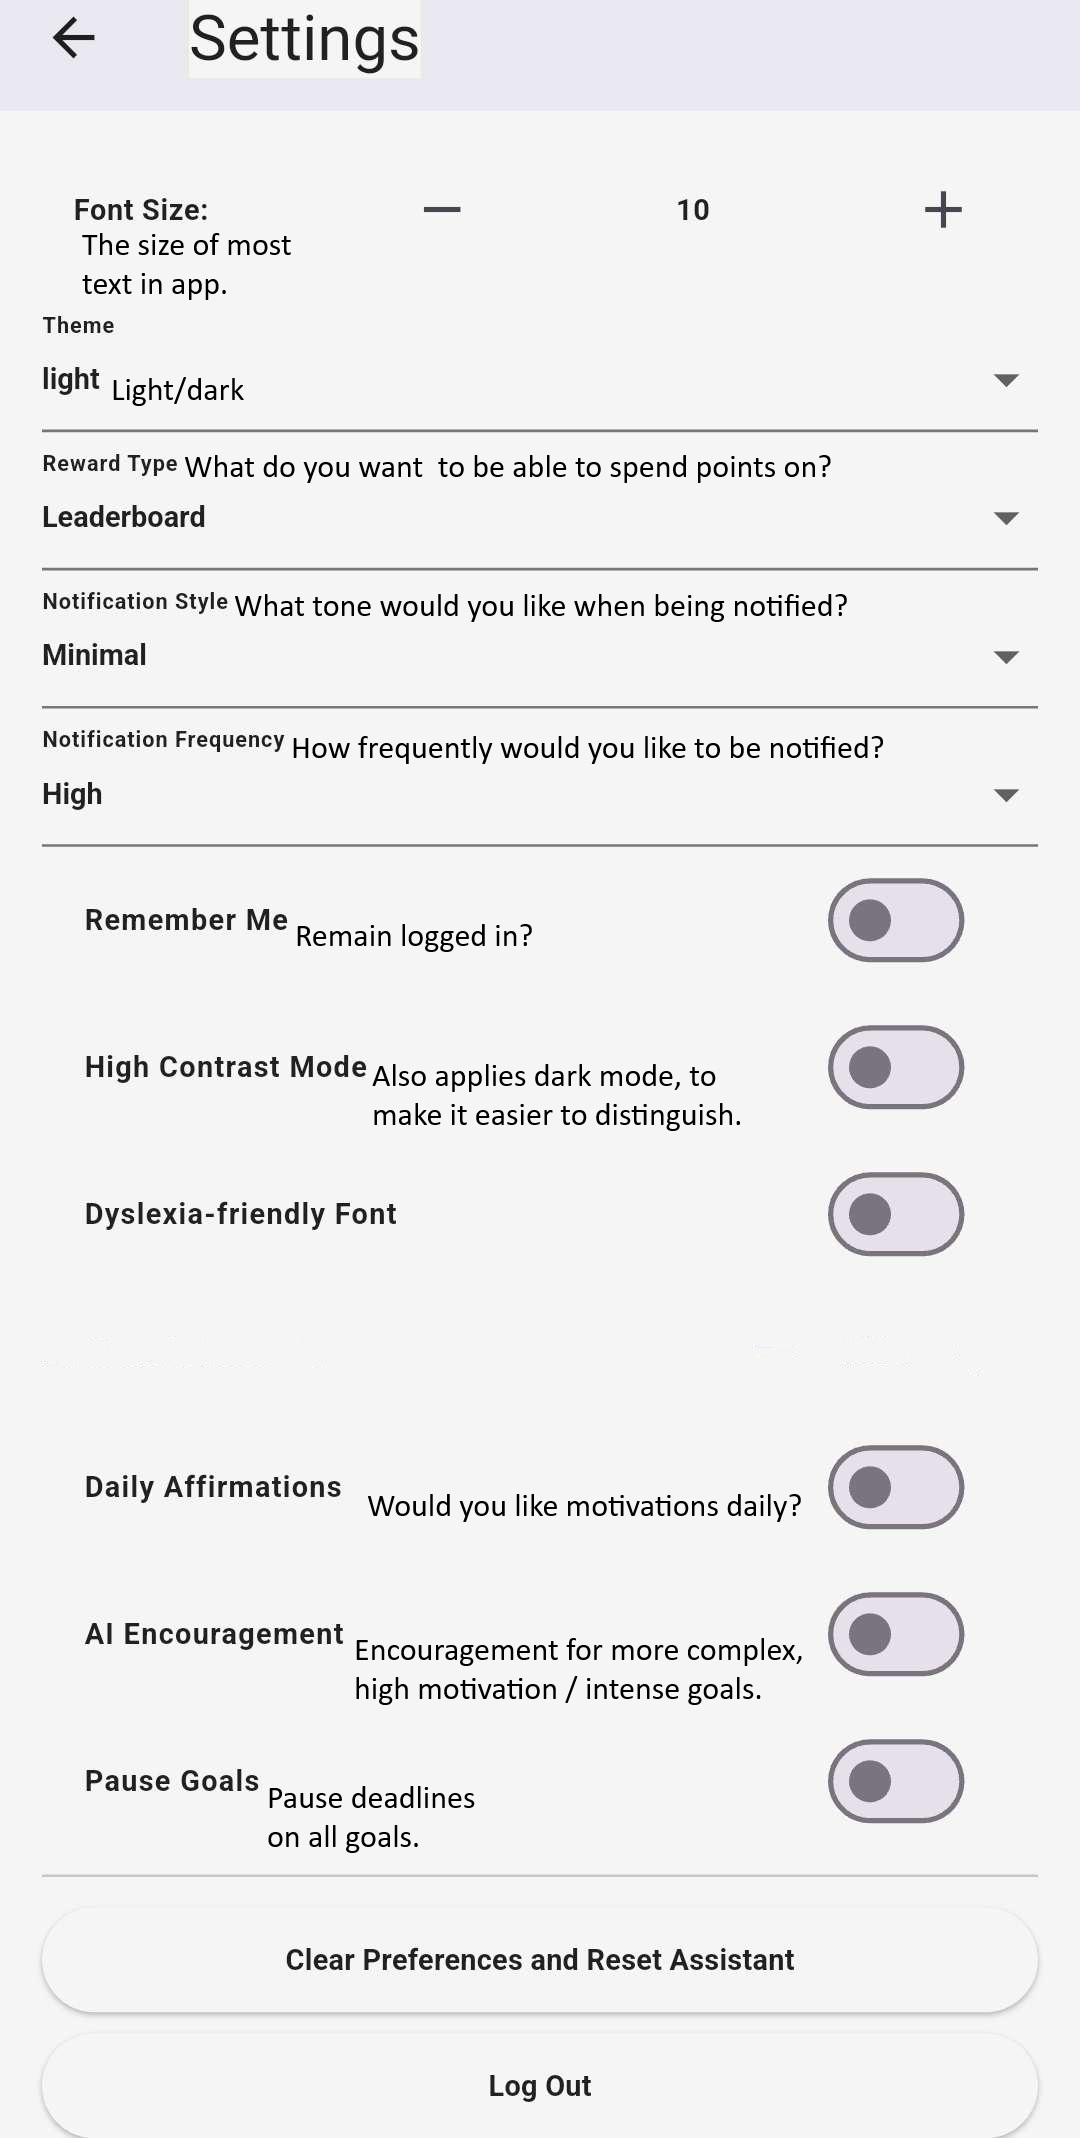 Settings
Font Size: 10
The size of most
text in app.
Theme
light Light/dark
Reward Type What do you want  to be able to spend points on?
Leaderboard
Notification Style What tone would you like when being notified?
Minimal
Notification Frequency How frequently would you like to be notified?
High
Remember Me Remain logged in?
High Contrast Mode Also applies dark mode, to
make it easier to distinguish.
Dyslexia-friendly Font
Daily Affirmations Would you like motivations daily?
AI Encouragement Encouragement for more complex,
high motivation / intense goals.
Pause Goals Pause deadlines
on all goals.
Clear Preferences and Reset Assistant
Log Out